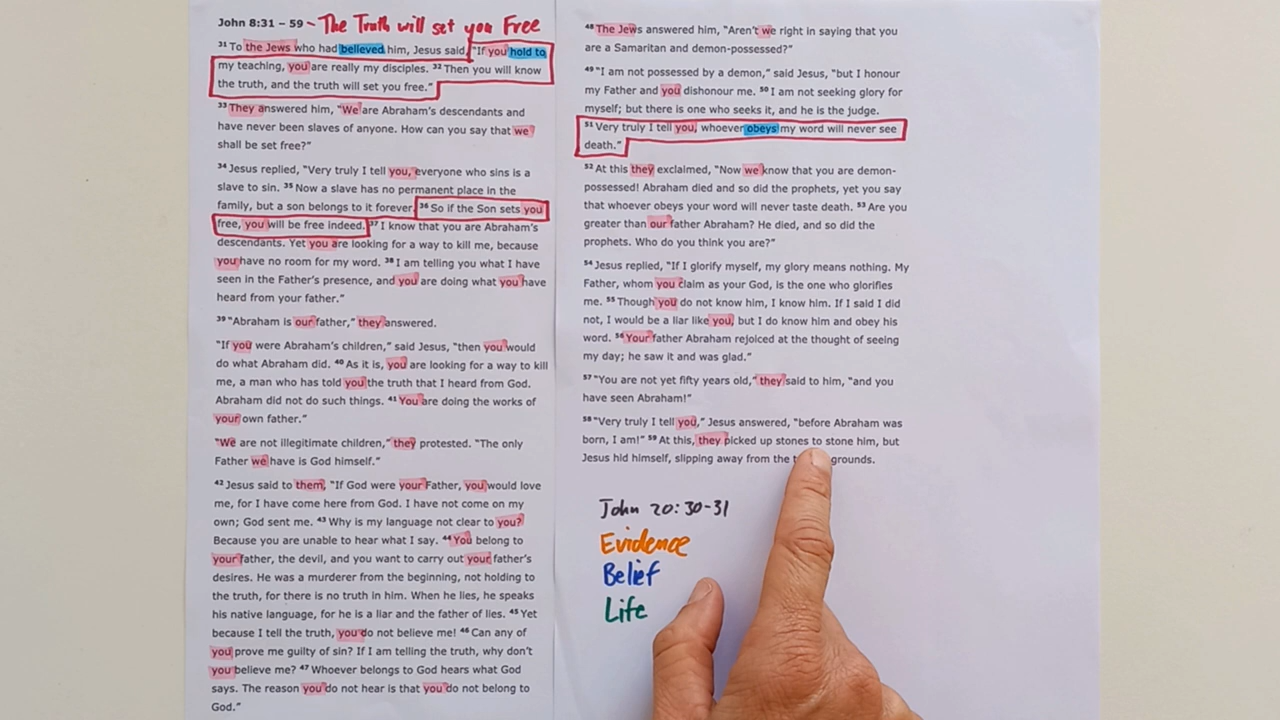 John 8:31 – 59 - The Truth will set you Free
31 To the Jews who had believed him, Jesus said, "If you hold to
my teaching, you are really my disciples. 32 Then you will know
the truth, and the truth will set you free."
33 They answered him, "We are Abraham's descendants and
have never been slaves of anyone. How can you say that we
shall be set free?"
34 Jesus replied, "Very truly I tell you, everyone who sins is a
slave to sin. 35 Now a slave has no permanent place in the
family, but a son belongs to it forever. 36 So if the Son sets you
free, you will be free indeed. 37 I know that you are Abraham's
descendants. Yet you are looking for a way to kill me, because
you have no room for my word. 38 I am telling you what I have
seen in the Father's presence, and you are doing what you have
heard from your father."
39 "Abraham is our father," they answered.
"If you were Abraham's children," said Jesus, "then you would
do what Abraham did. 40 As it is, you are looking for a way to kill
me, a man who has told you the truth that I heard from God.
Abraham did not do such things. 41 You are doing the works of
your own father."
"We are not illegitimate children," they protested. "The only
Father we have is God himself."
42 Jesus said to them, "If God were your Father, you would love
me, for I have come here from God. I have not come on my
own; God sent me. 43 Why is my language not clear to you?
Because you are unable to hear what I say. 44 You belong to
your father, the devil, and you want to carry out your father's
desires. He was a murderer from the beginning, not holding to
the truth, for there is no truth in him. When he lies, he speaks
his native language, for he is a liar and the father of lies. 45 Yet
because I tell the truth, you do not believe me! 46 Can any of
you prove me guilty of sin? If I am telling the truth, why don't
you believe me? 47 Whoever belongs to God hears what God
says. The reason you do not hear is that you do not belong to
God."
48 The Jews answered him, "Aren't we right in saying that you
are a Samaritan and demon-possessed?"
49 "I am not possessed by a demon," said Jesus, "but I honour
my Father and you dishonour me. 50 I am not seeking glory for
myself; but there is one who seeks it, and he is the judge.
51 Very truly I tell you, whoever obeys my word will never see
death."
52 At this they exclaimed, "Now we know that you are demon-
possessed! Abraham died and so did the prophets, yet you say
that whoever obeys your word will never taste death. 53 Are you
greater than our father Abraham? He died, and so did the
prophets. Who do you think you are?"
54 Jesus replied, "If I glorify myself, my glory means nothing. My
Father, whom you claim as your God, is the one who glorifies
me. 55 Though you do not know him, I know him. If I said I did
not, I would be a liar like you, but I do know him and obey his
word. 56 Your father Abraham rejoiced at the thought of seeing
my day; he saw it and was glad."
57 "You are not yet fifty years old," they said to him, "and you
have seen Abraham!"
58 "Very truly I tell you," Jesus answered, "before Abraham was
born, I am!" 59 At this, they picked up stones to stone him, but
Jesus hid himself, slipping away from the grounds.
John 20:30-31
Evidence
Belief
Life